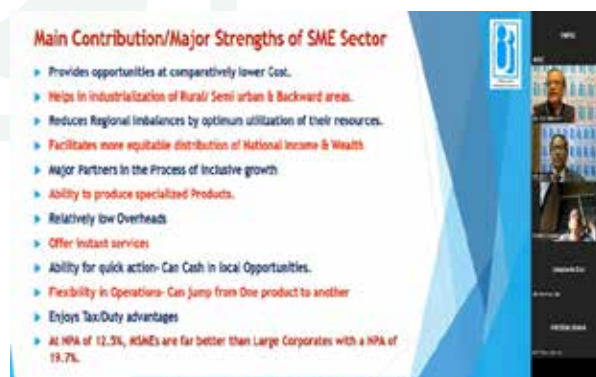 Main Contribution/Major Strengths of SME Sector
Provides opportunities at comparatively lower Cost.
Helps in industrialization of Rural/ Semi urban & Backward areas.
Reduces Regional Imbalances by optimum utilization of their resources.
Facilitates more equitable distribution of National Income & Wealth
Major Partners in the Process of Inclusive growth
Ability to produce specialized Products.
Relatively low Overheads
Offer instant services
Ability for quick action- Can Cash in local Opportunities.
Flexibility in Operations- Can jump from One product to another
Enjoys Tax/Duty advantages
At NPA of 12.5%, MSMEs are far better than Large Corporates with a NPA of
19.7%.